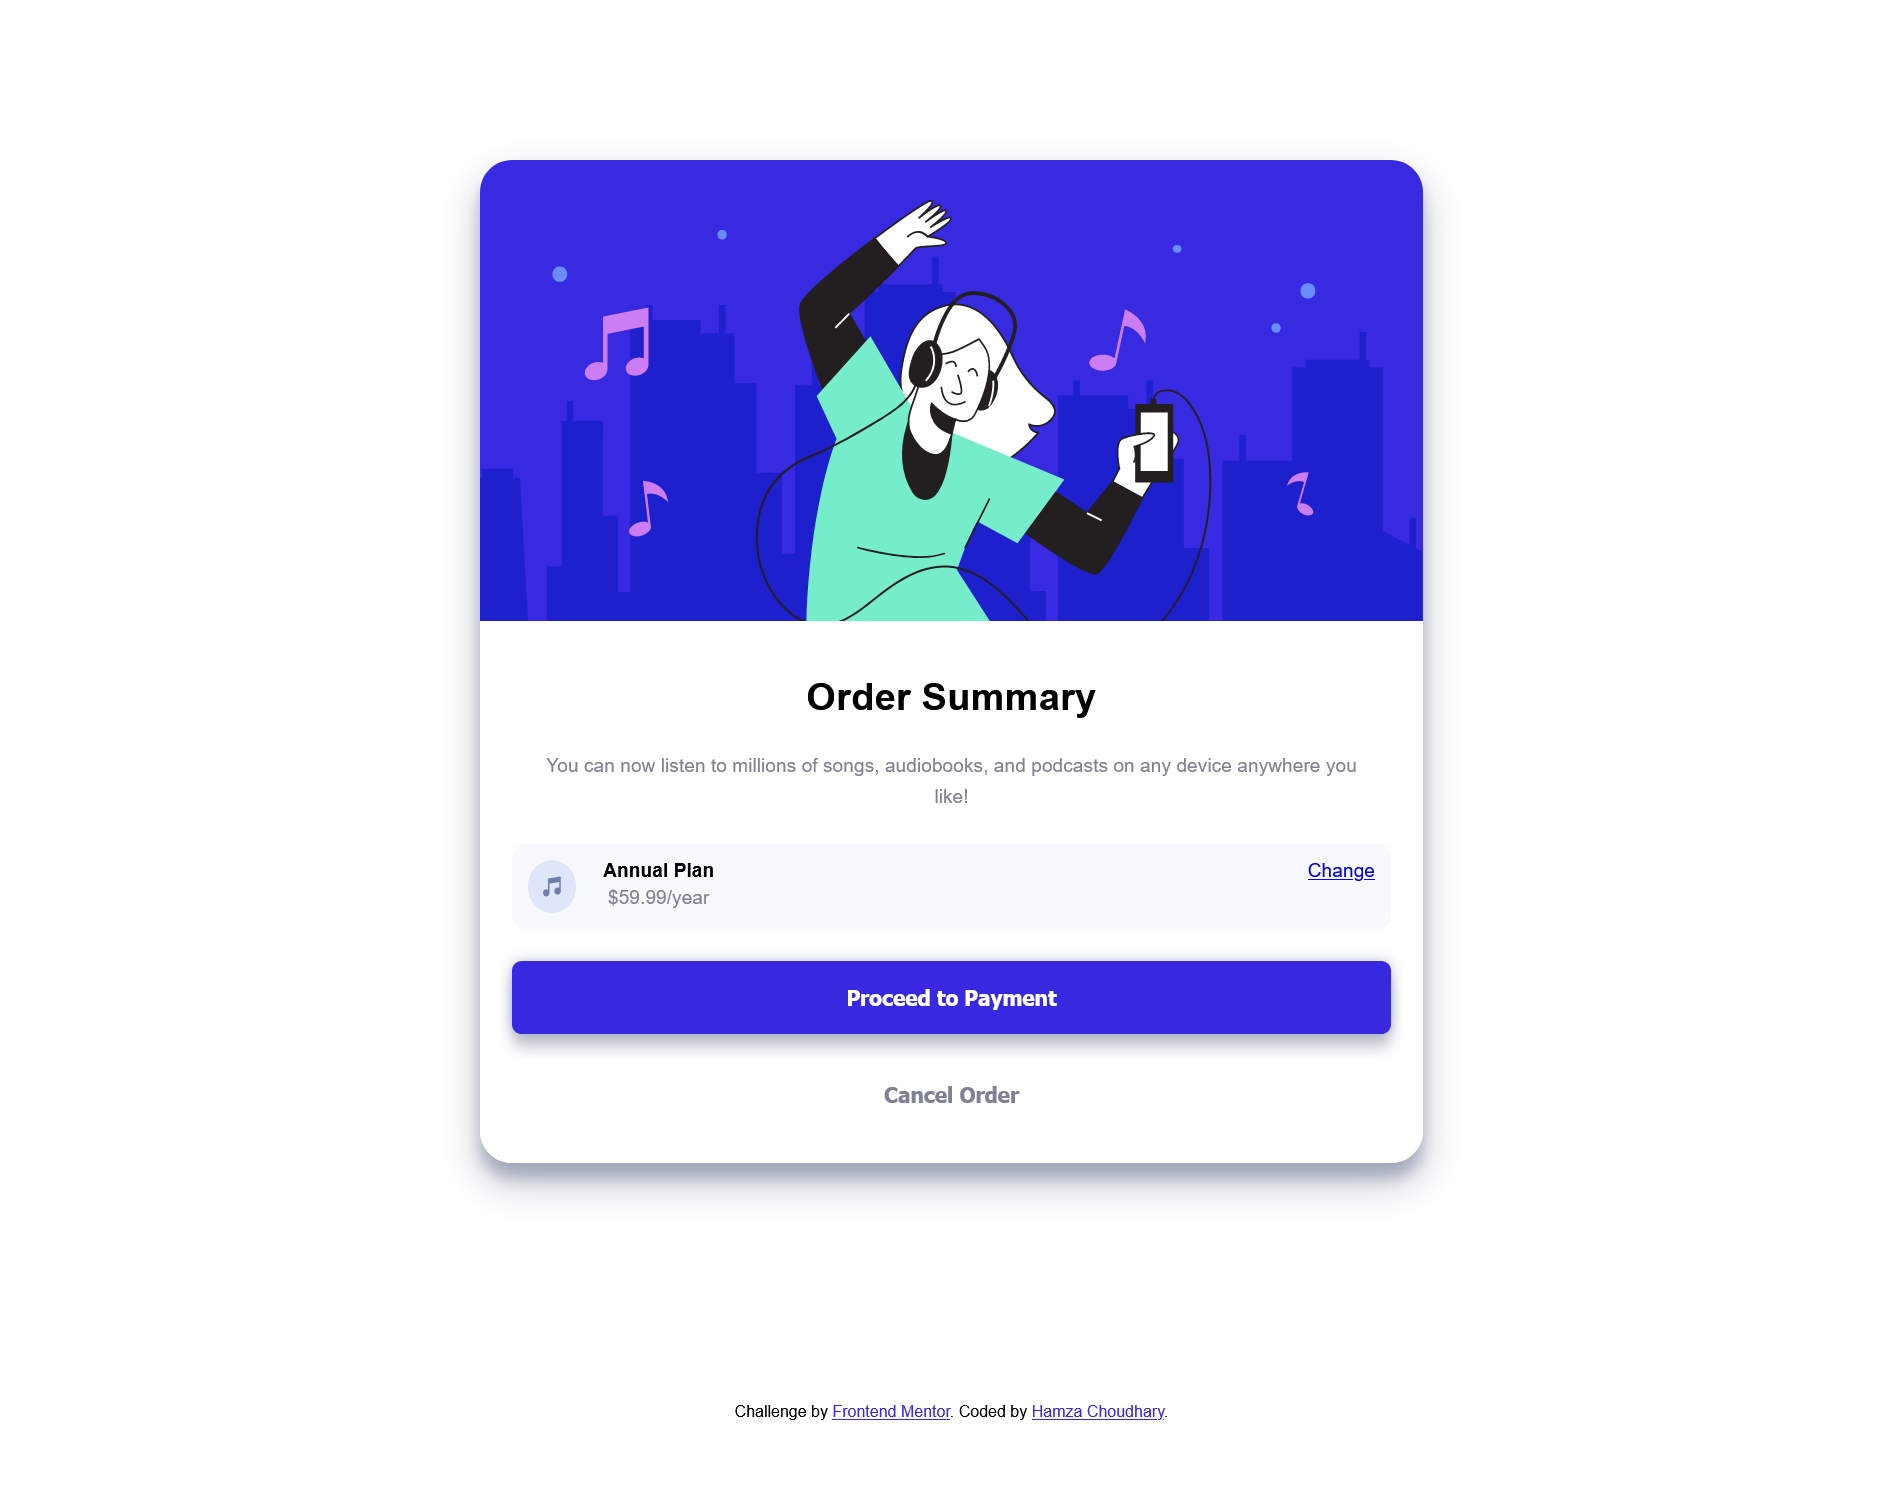 Order Summary
You can now listen to millions of songs, audiobooks, and podcasts on any device anywhere you
like!
Annual Plan
Change
$59.99/year
Proceed to Payment
Cancel Order
Challenge by Frontend Mentor. Coded by Hamza Choudhary.